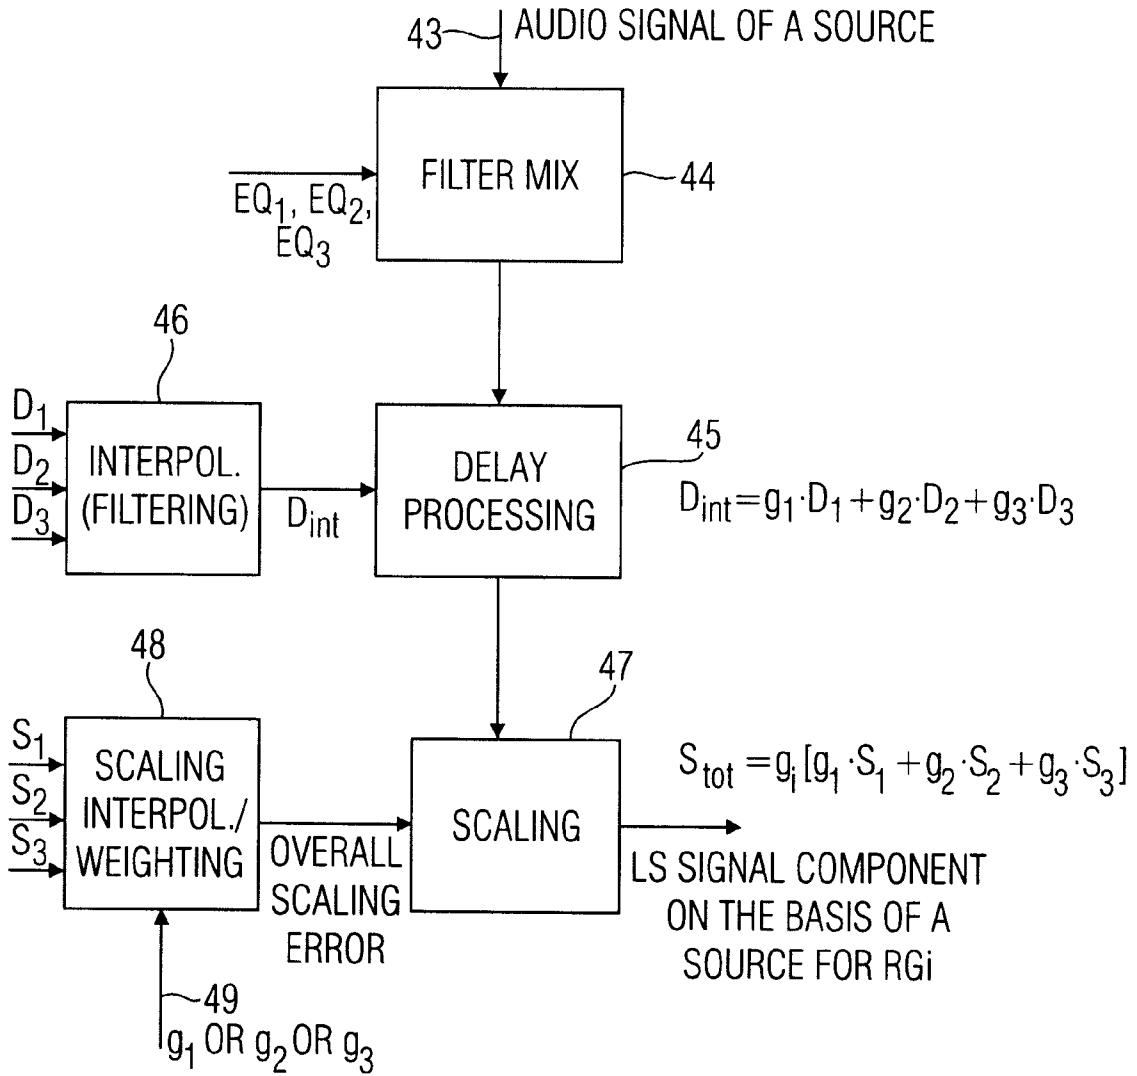 43
AUDIO SIGNAL OF A SOURCE
FILTER MIX
44
EQ1, EQ2,
EQ3
46
D1
D2
D3
INTERPOL.
(FILTERING)
Dint
DELAY
PROCESSING
45
Dint=g1·D1+g2·D2+g3·D3
48
S1
S2
S3
SCALING
INTERPOL./
WEIGHTING
OVERALL
SCALING
ERROR
47
SCALING
Stot=gi[g1·S1+g2·S2+g3·S3]
LS SIGNAL COMPONENT
ON THE BASIS OF A
SOURCE FOR RGi
49
g1 OR g2 OR g3